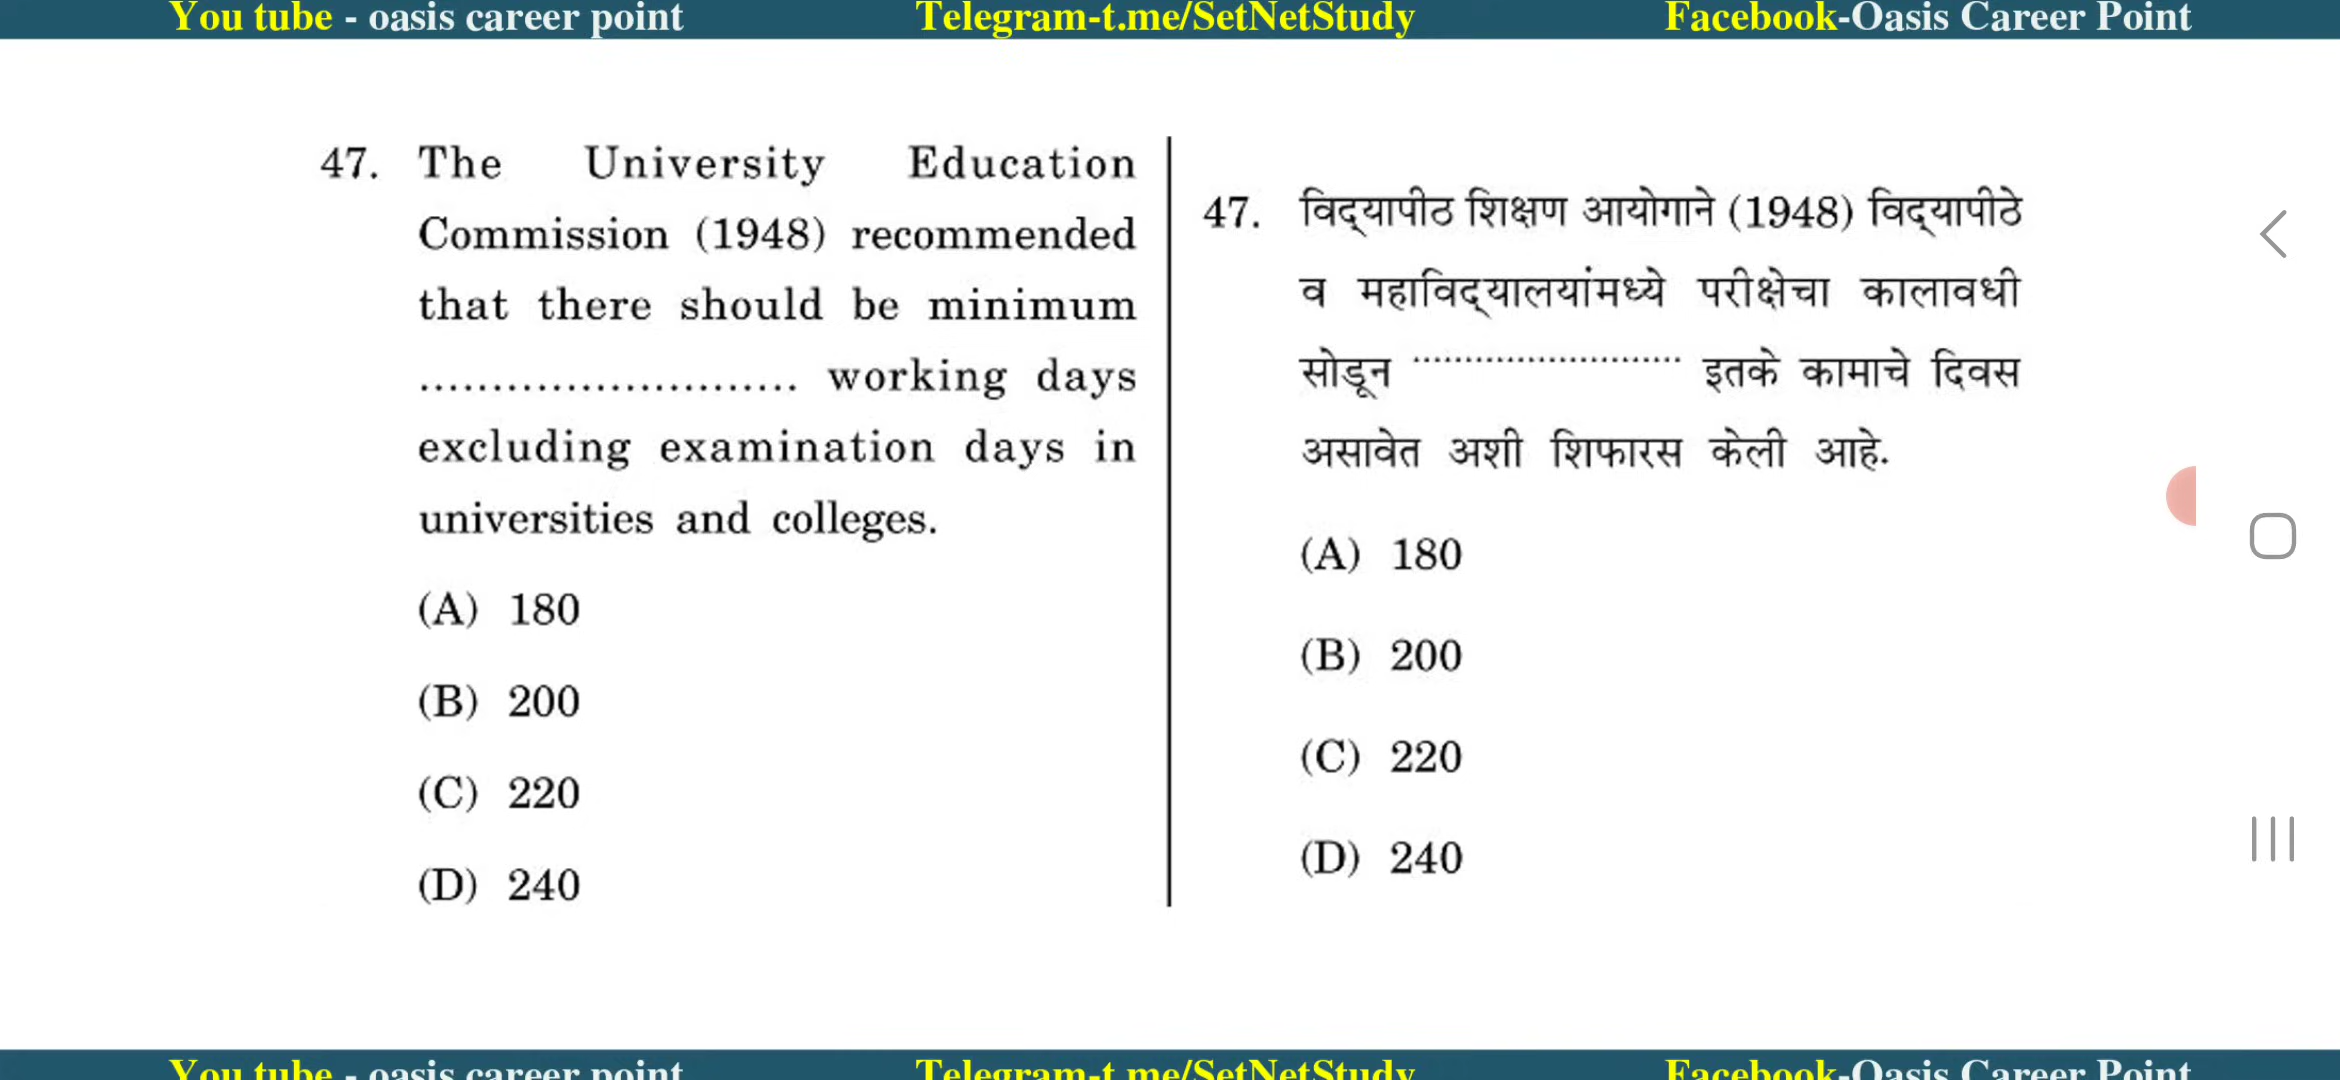 You tube - oasis career point Telegram-t.me/SetNetStudy Facebook-Oasis Career Point
47. The University Education
Commission (1948) recommended
that there should be minimum
.......................... working days
excluding examination days in
universities and colleges.
(A) 180
(B) 200
(C) 220
(D) 240
47. विद्यापीठ शिक्षण आयोगाने (1948) विद्यापीठे
व महाविद्यालयांमध्ये परीक्षेचा कालावधी
सोडून .......................... इतके कामाचे दिवस
असावेत अशी शिफारस केली आहे.
(A) 180
(B) 200
(C) 220
(D) 240
You tube - oasis career point Telegram-t.me/SetNetStudy Facebook-Oasis Career Point